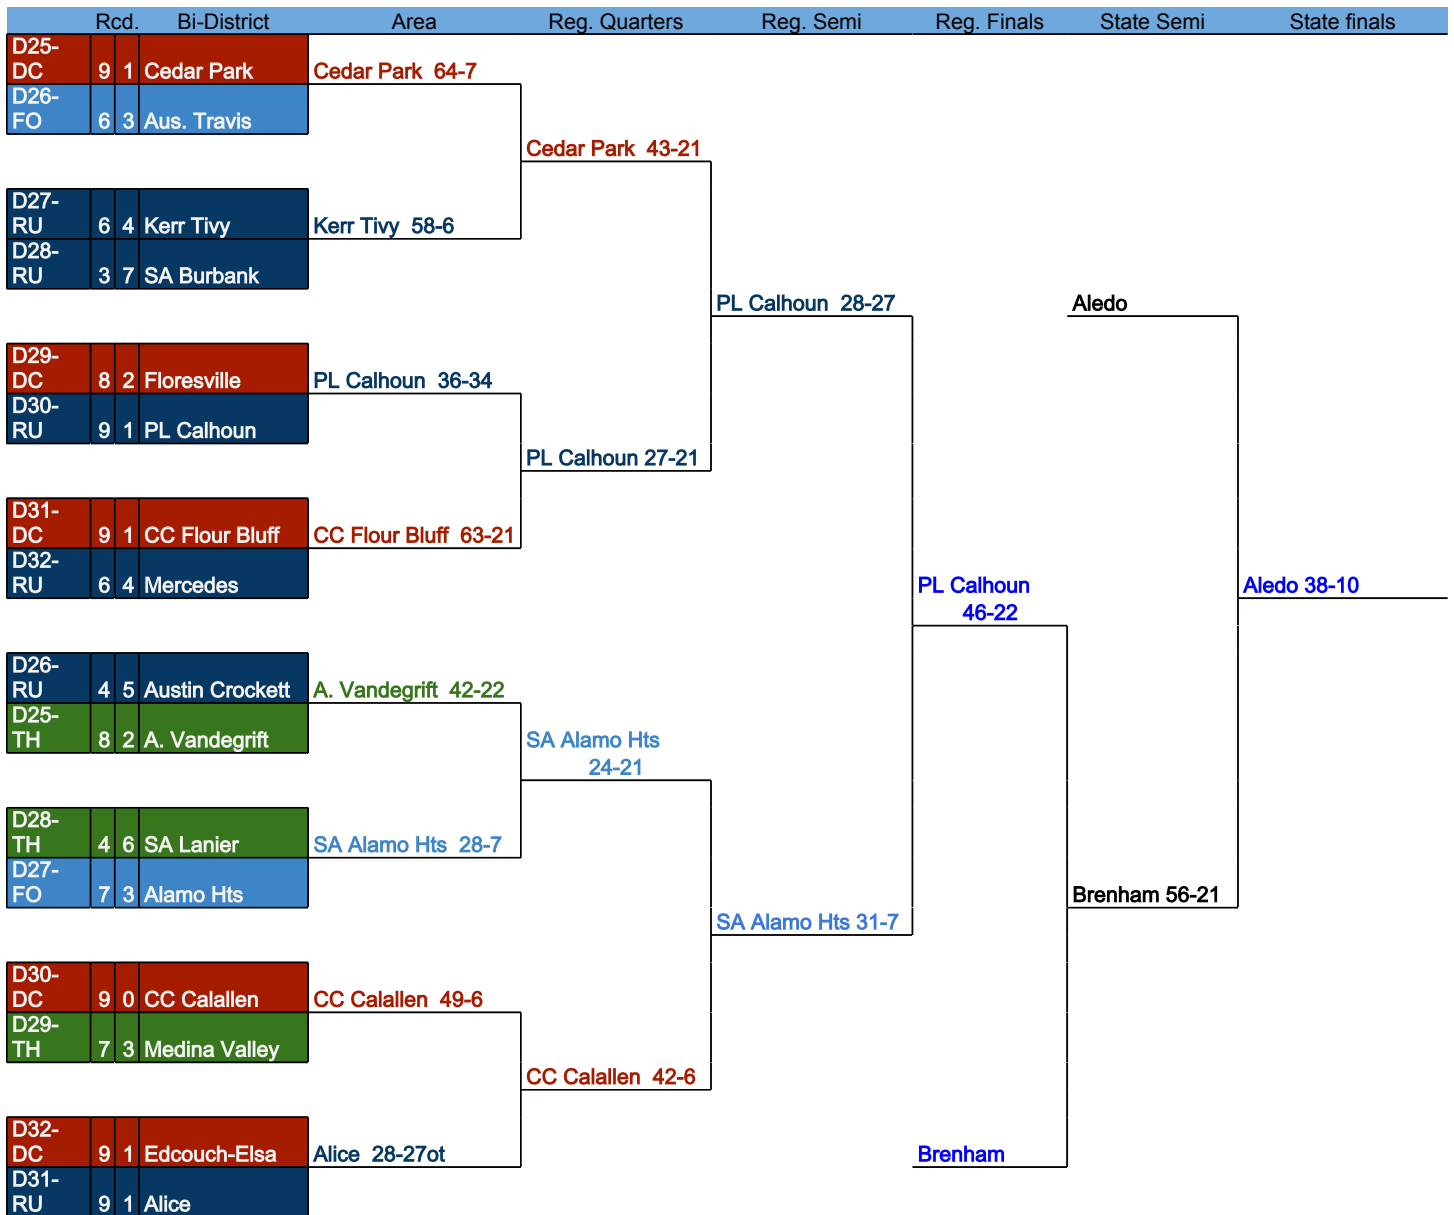 Rcd. Bi-District Area Reg. Quarters Reg. Semi Reg. Finals State Semi State finals
D25-
DC 9 1 Cedar Park Cedar Park 64-7
D26-
FO 6 3 Aus. Travis
Cedar Park 43-21
D27-
RU 6 4 Kerr Tivy Kerr Tivy 58-6
D28-
RU 3 7 SA Burbank
PL Calhoun 28-27 Aledo
D29-
DC 8 2 Floresville PL Calhoun 36-34
D30-
RU 9 1 PL Calhoun
PL Calhoun 27-21
D31-
DC 9 1 CC Flour Bluff CC Flour Bluff 63-21
D32-
RU 6 4 Mercedes PL Calhoun Aledo 38-10
46-22
D26-
RU 4 5 Austin Crockett A. Vandegrift 42-22
D25-
TH 8 2 A. Vandegrift SA Alamo Hts
24-21
D28-
TH 4 6 SA Lanier SA Alamo Hts 28-7
D27-
FO 7 3 Alamo Hts Brenham 56-21
SA Alamo Hts 31-7
D30-
DC 9 0 CC Calallen CC Calallen 49-6
D29-
TH 7 3 Medina Valley
CC Calallen 42-6
D32-
DC 9 1 Edcouch-Elsa Alice 28-27ot Brenham
D31-
RU 9 1 Alice